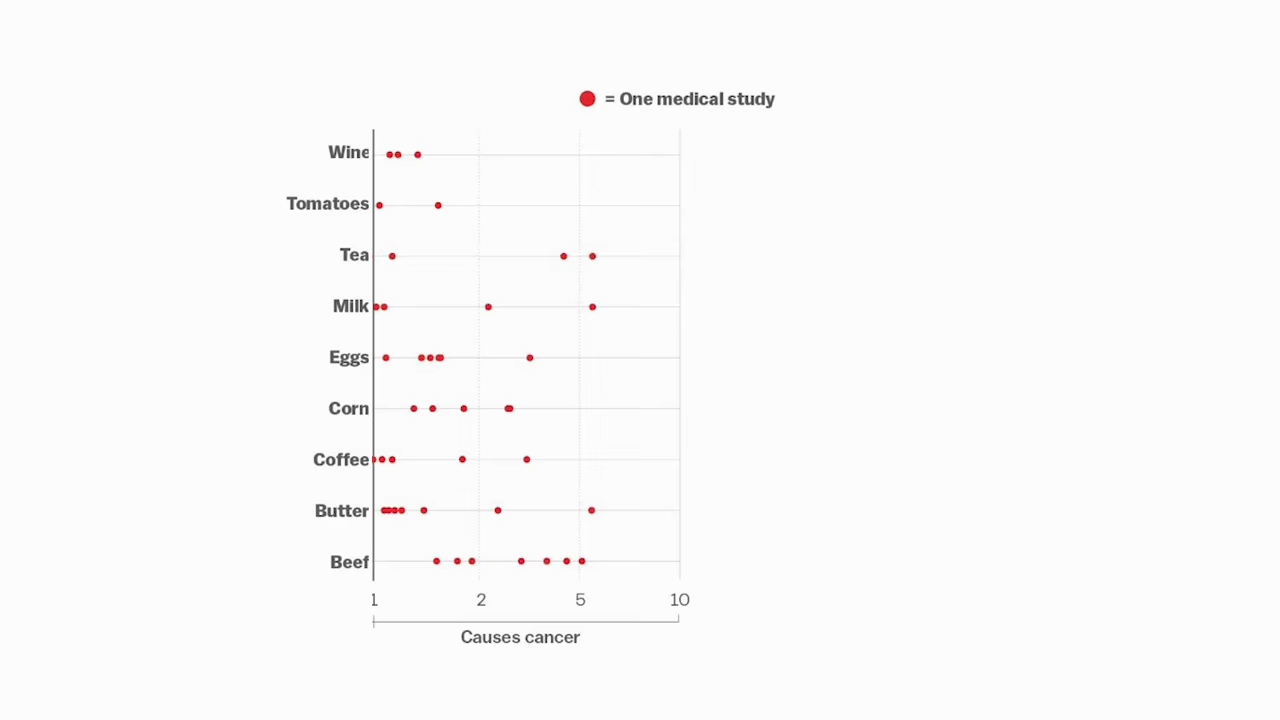 = One medical study
Wine
Tomatoes
Tea
Milk
Eggs
Corn
Coffee
Butter
Beef
1 2 5 10
Causes cancer